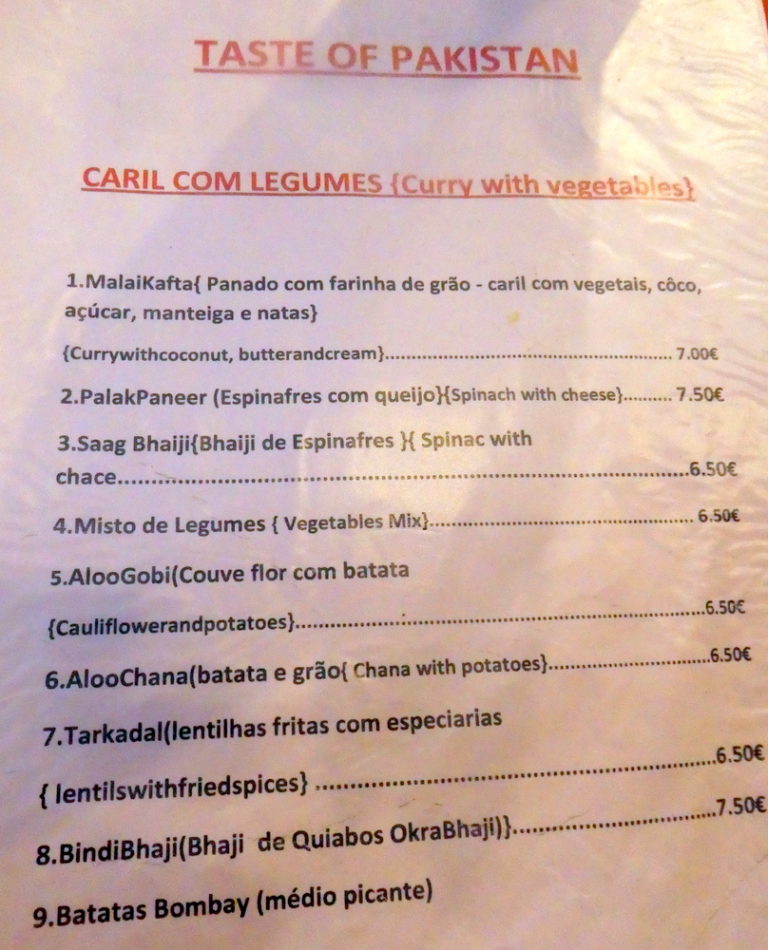 TASTE OF PAKISTAN
CARIL COM LEGUMES {Curry with vegetables}
1.MalaiKafta{ Panado com farinha de grão - caril com vegetais, côco,
açúcar, manteiga e natas}
{Currywithcoconut, butterandcream}........................................................................ 7.00€
2.PalakPaneer (Espinafres com queijo}{Spinach with cheese}.......... 7.50€
3.Saag Bhaiji{Bhaiji de Espinafres }{ Spinac with
chace.....................................................................................................6.50€
4.Misto de Legumes { Vegetables Mix}................................................................ 6.50€
5.AlooGobi(Couve flor com batata
{Cauliflowerandpotatoes}.......................................................................6.50€
6.AlooChana(batata e grão{ Chana with potatoes}.................................6.50€
7.Tarkadal(lentilhas fritas com especiarias
{ lentilswithfriedspices} ...................................................................6.50€
8.BindiBhaji(Bhaji  de Quiabos OkraBhaji)}..................................7.50€
9.Batatas Bombay (médio picante)